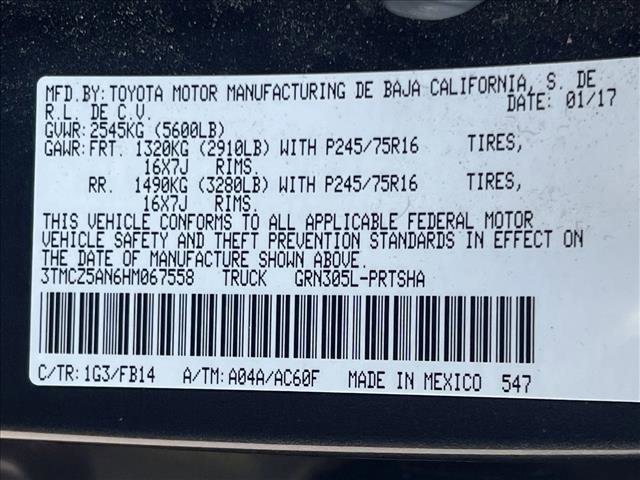 MFD.BY: TOYOTA MOTOR MANUFACTURING DE BAJA CALIFORNIA, S. DE
R.L. DE C.V. DATE: 01/17
GVWR: 2545KG (5600LB)
GAWR: FRT. 1320KG (2910LB) WITH P245/75R16 TIRES,
16X7J RIMS.
RR. 1490KG (3280LB) WITH P245/75R16 TIRES,
16X7J RIMS.
THIS VEHICLE CONFORMS TO ALL APPLICABLE FEDERAL MOTOR
VEHICLE SAFETY AND THEFT PREVENTION STANDARDS IN EFFECT ON
THE DATE OF MANUFACTURE SHOWN ABOVE.
3TMCZ5AN6HM067558 TRUCK GRN305L-PRTSHA
C/TR: 1G3/FB14 A/TM: A04A/AC60F MADE IN MEXICO 547